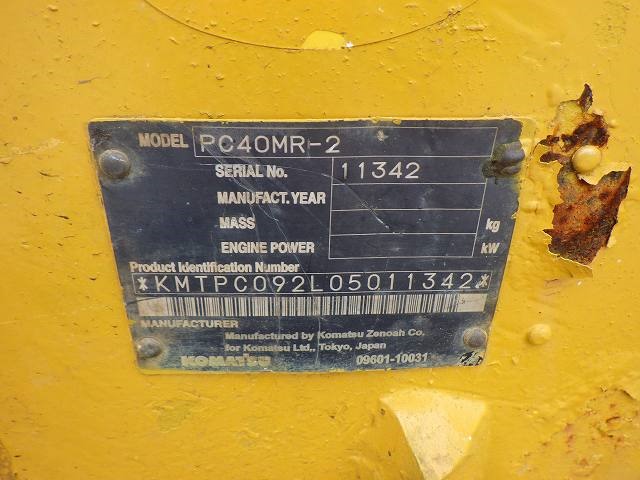 MODEL PC40MR-2
SERIAL No. 11342
MANUFACT. YEAR
MASS kg
ENGINE POWER kW
Product Identification Number
*KMTPC092L05011342*
MANUFACTURER
Manufactured by Komatsu Zenoah Co.
for Komatsu Ltd., Tokyo, Japan
KOMATSU 09601-10031